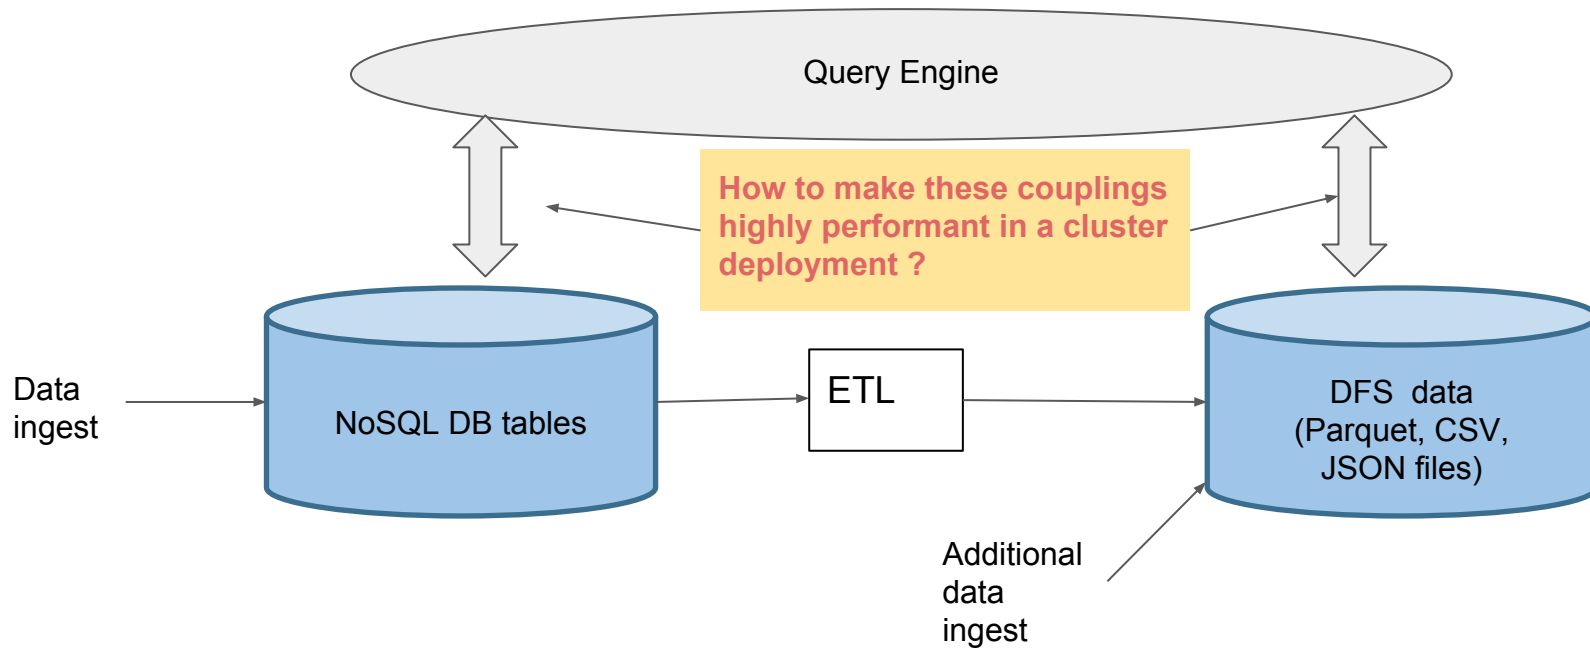 Query Engine
How to make these couplings
highly performant in a cluster
deployment ?
Data
ingest
NoSQL DB tables
ETL
DFS  data
(Parquet, CSV,
JSON files)
Additional
data
ingest